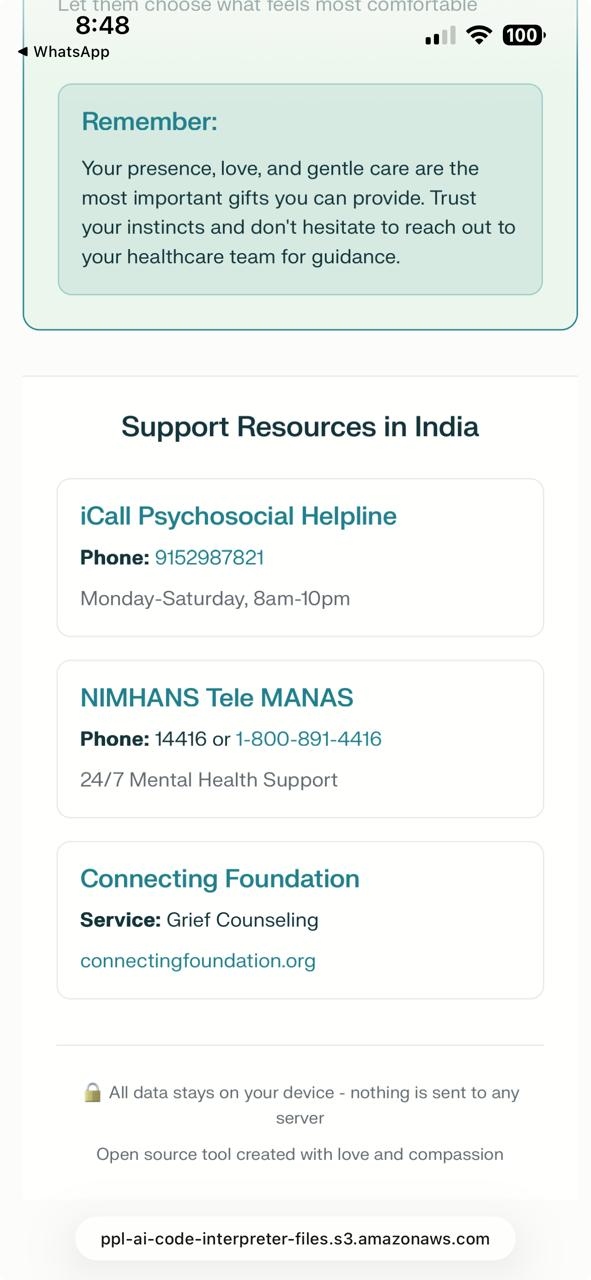 Let them choose what feels most comfortable
8:48
100
◀ WhatsApp
Remember:
Your presence, love, and gentle care are the
most important gifts you can provide. Trust
your instincts and don't hesitate to reach out to
your healthcare team for guidance.
Support Resources in India
iCall Psychosocial Helpline
Phone: 9152987821
Monday-Saturday, 8am-10pm
NIMHANS Tele MANAS
Phone: 14416 or 1-800-891-4416
24/7 Mental Health Support
Connecting Foundation
Service: Grief Counseling
connectingfoundation.org
🔒 All data stays on your device - nothing is sent to any
server
Open source tool created with love and compassion
ppl-ai-code-interpreter-files.s3.amazonaws.com